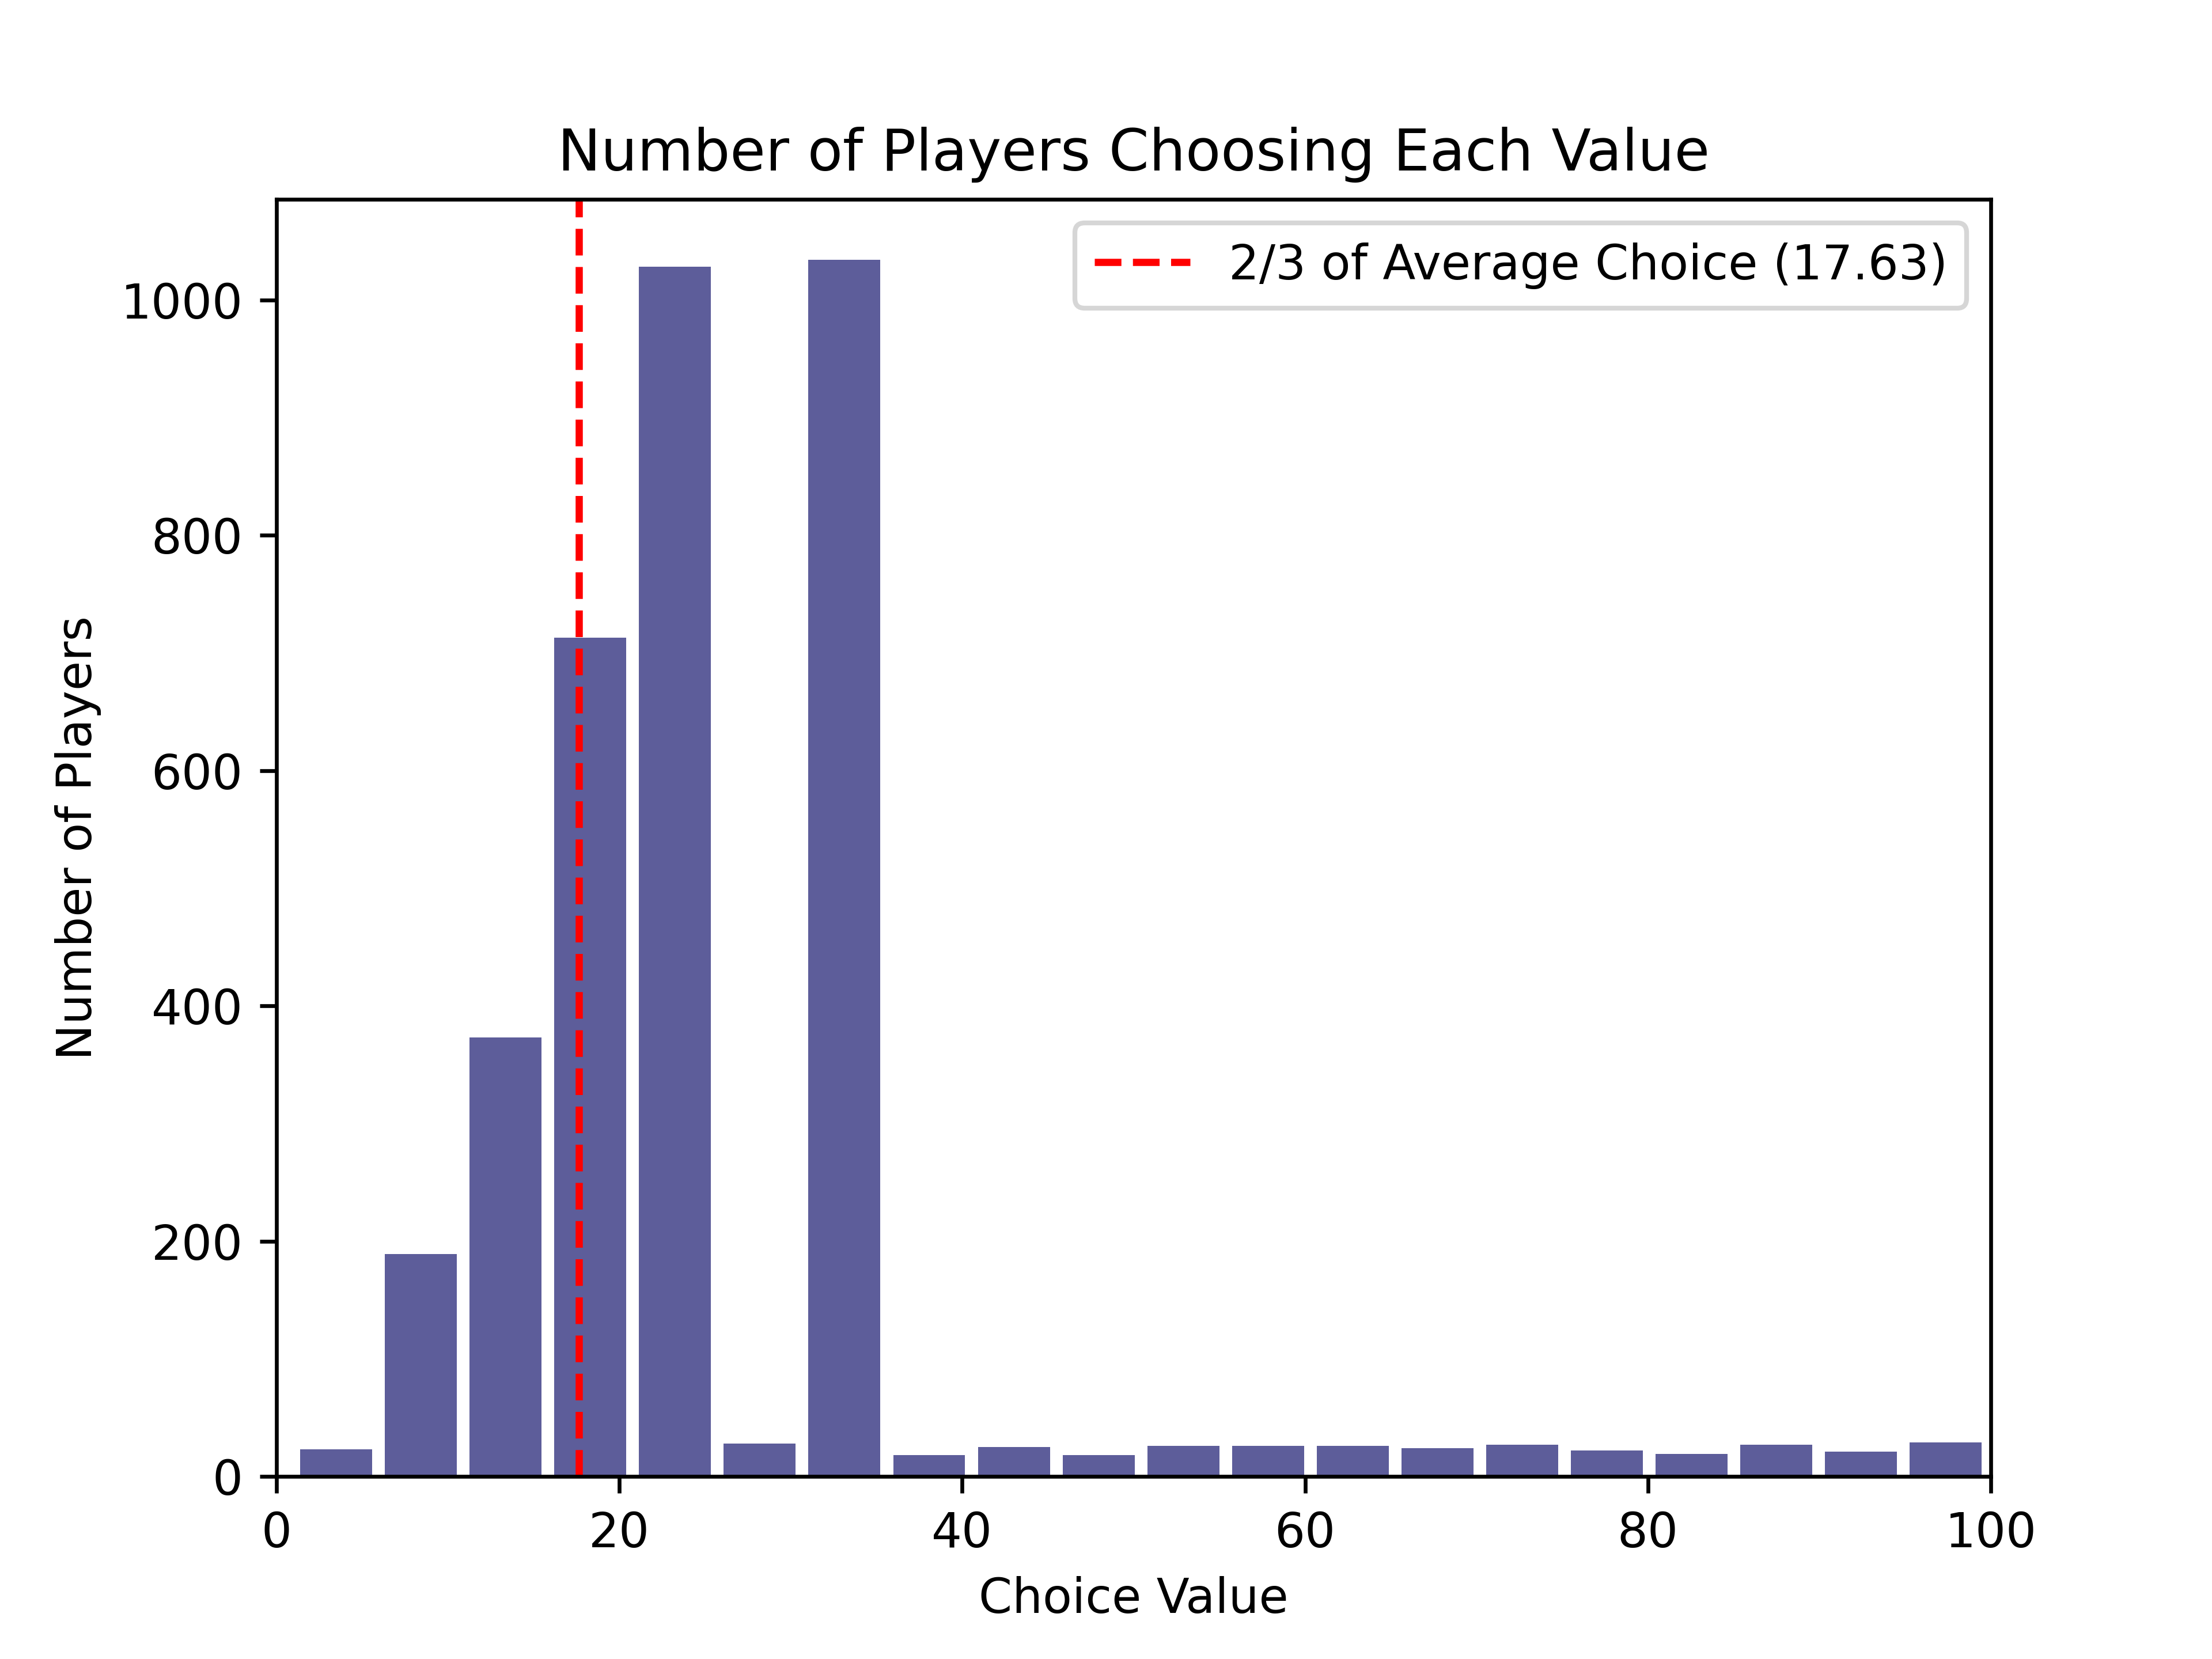 Number of Players Choosing Each Value
2/3 of Average Choice (17.63)
Number of Players
1000
800
600
400
200
0
0 20 40 60 80 100
Choice Value